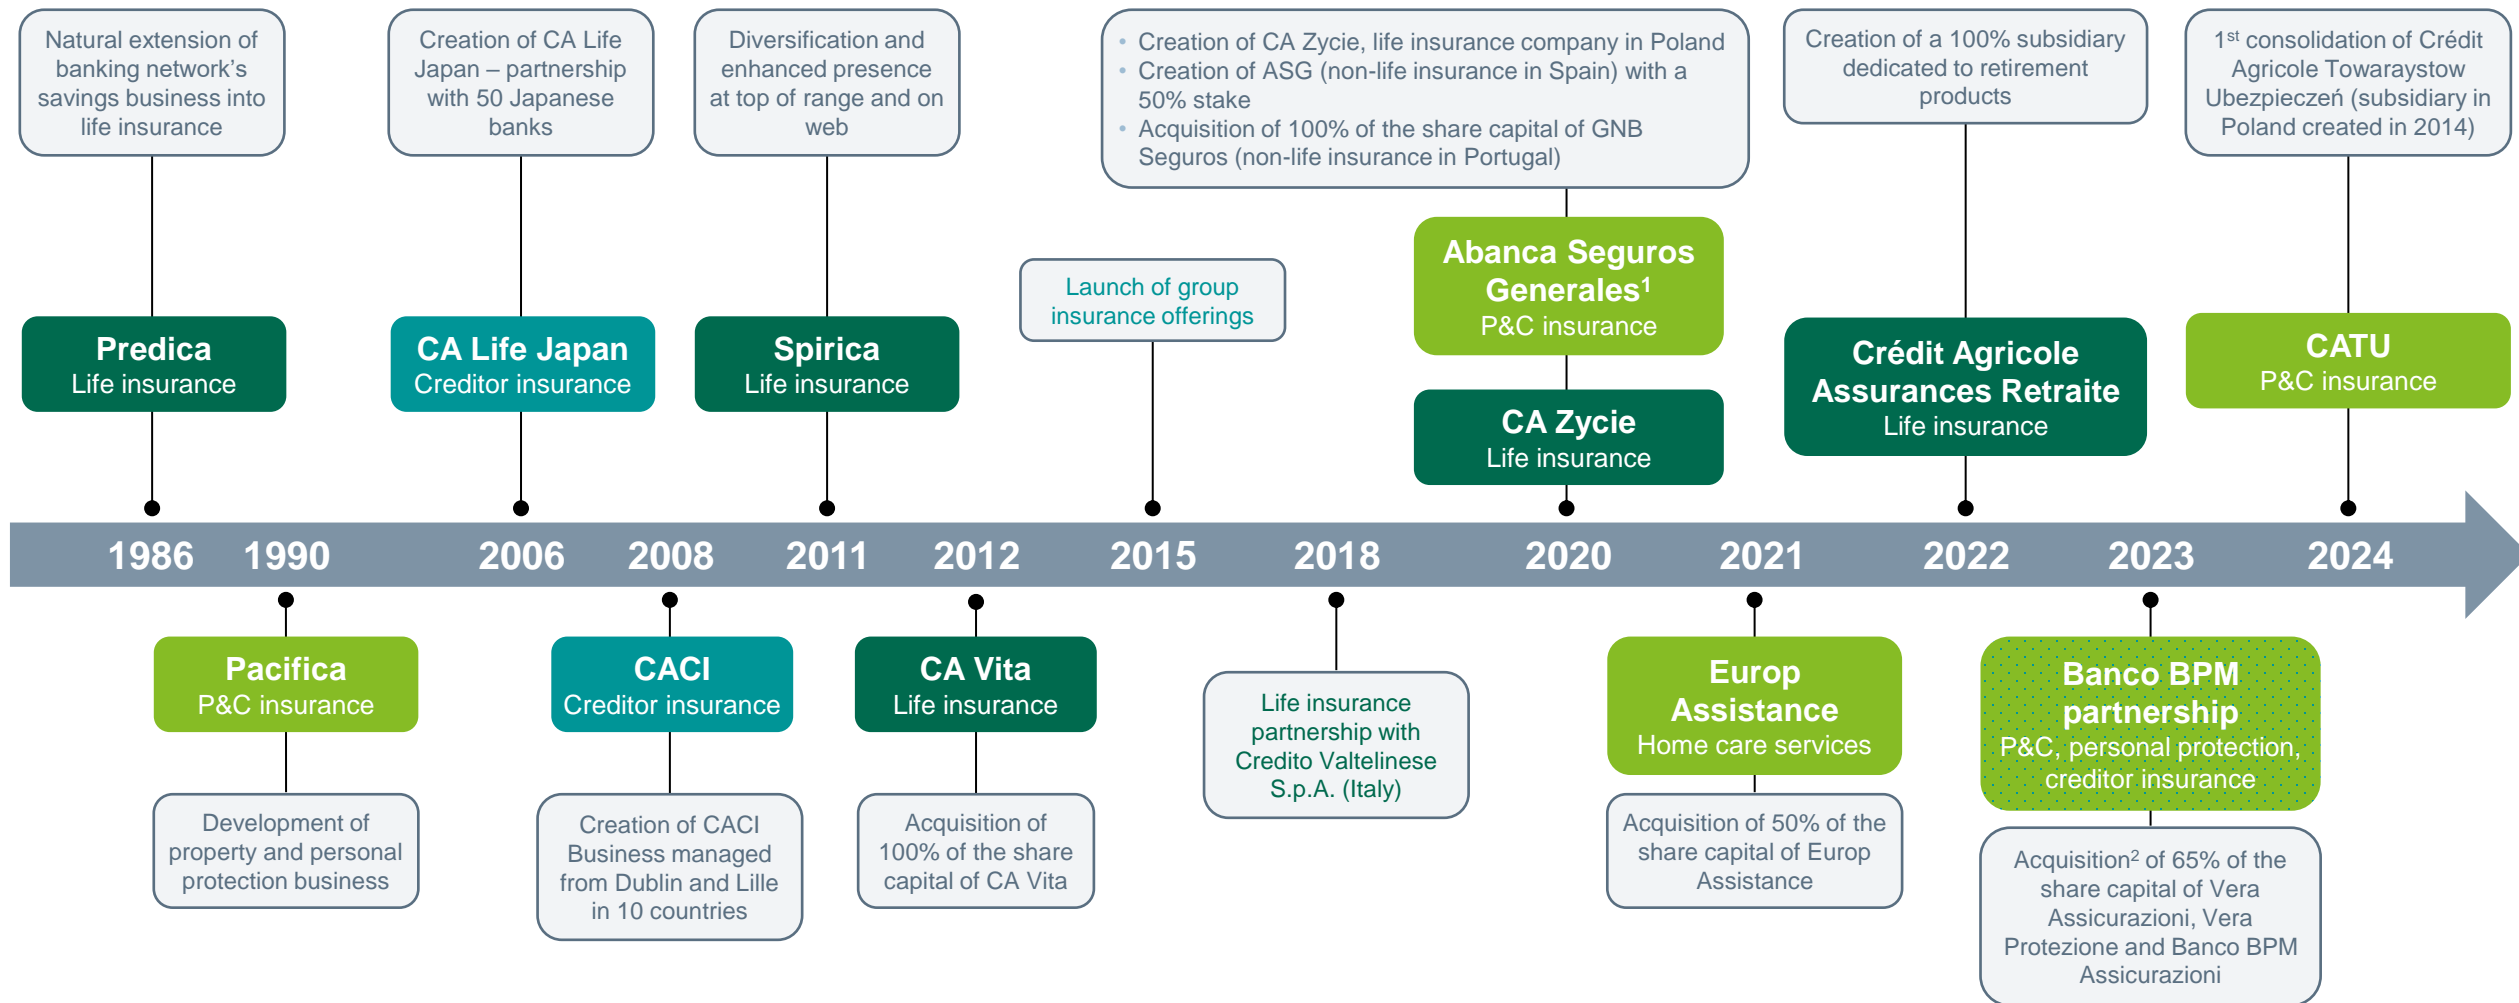 Natural extension of
banking network's
savings business into
life insurance
Creation of CA Life
Japan – partnership
with 50 Japanese
banks
Diversification and
enhanced presence
at top of range and on
web
• Creation of CA Zycie, life insurance company in Poland
• Creation of ASG (non-life insurance in Spain) with a
50% stake
• Acquisition of 100% of the share capital of GNB
Seguros (non-life insurance in Portugal)
Creation of a 100% subsidiary
dedicated to retirement
products
1st consolidation of Crédit
Agricole Towaraystow
Ubezpieczeń (subsidiary in
Poland created in 2014)
Predica
Life insurance
CA Life Japan
Creditor insurance
Spirica
Life insurance
Launch of group
insurance offerings
Abanca Seguros
Generales1
P&C insurance
CA Zycie
Life insurance
Crédit Agricole
Assurances Retraite
Life insurance
CATU
P&C insurance
1986 1990 2006 2008 2011 2012 2015 2018 2020 2021 2022 2023 2024
Pacifica
P&C insurance
Development of
property and personal
protection business
CACI
Creditor insurance
Creation of CACI
Business managed
from Dublin and Lille
in 10 countries
CA Vita
Life insurance
Acquisition of
100% of the share
capital of CA Vita
Life insurance
partnership with
Credito Valtelinese
S.p.A. (Italy)
Europ
Assistance
Home care services
Acquisition of 50% of the
share capital of Europ
Assistance
Banco BPM
partnership
P&C, personal protection,
creditor insurance
Acquisition2 of 65% of the
share capital of Vera
Assicurazioni, Vera
Protezione and Banco BPM
Assicurazioni